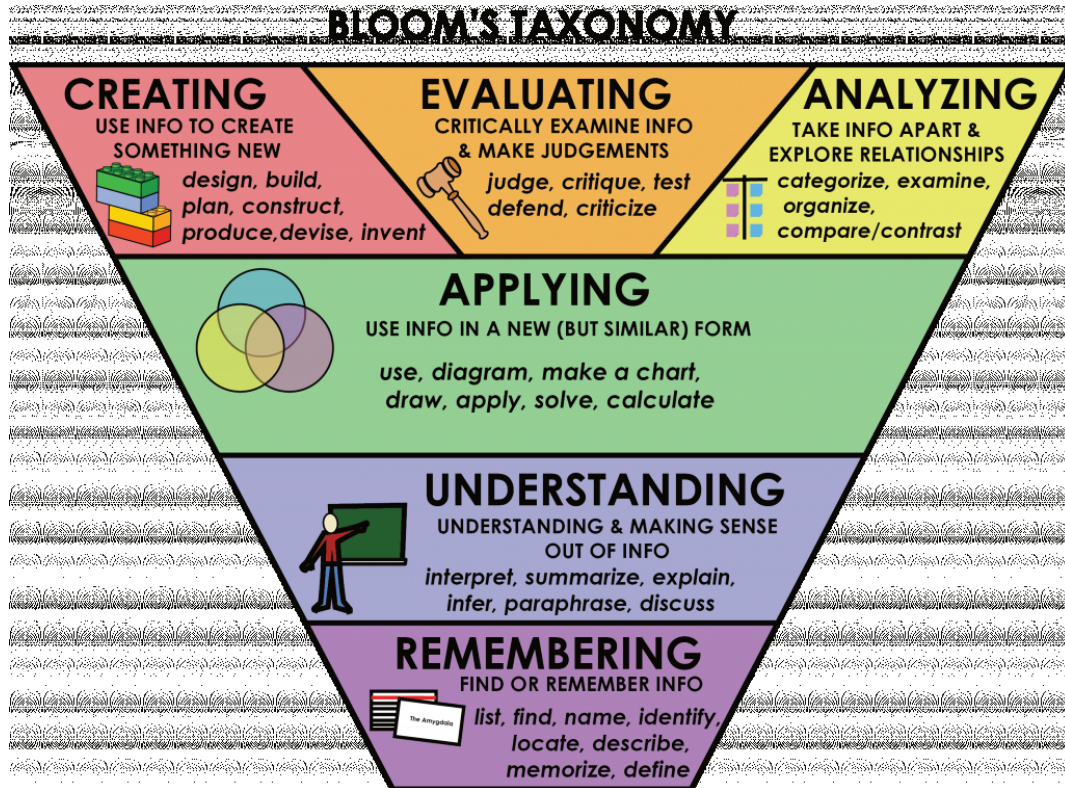 BLOOM'S TAXONOMY
CREATING
USE INFO TO CREATE
SOMETHING NEW
design, build,
plan, construct,
produce,devise, invent
EVALUATING
CRITICALLY EXAMINE INFO
& MAKE JUDGEMENTS
judge, critique, test
defend, criticize
ANALYZING
TAKE INFO APART &
EXPLORE RELATIONSHIPS
categorize, examine,
organize,
compare/contrast
APPLYING
USE INFO IN A NEW (BUT SIMILAR) FORM
use, diagram, make a chart,
draw, apply, solve, calculate
UNDERSTANDING
UNDERSTANDING & MAKING SENSE
OUT OF INFO
interpret, summarize, explain,
infer, paraphrase, discuss
REMEMBERING
FIND OR REMEMBER INFO
The Amygdala
list, find, name, identify,
locate, describe,
memorize, define